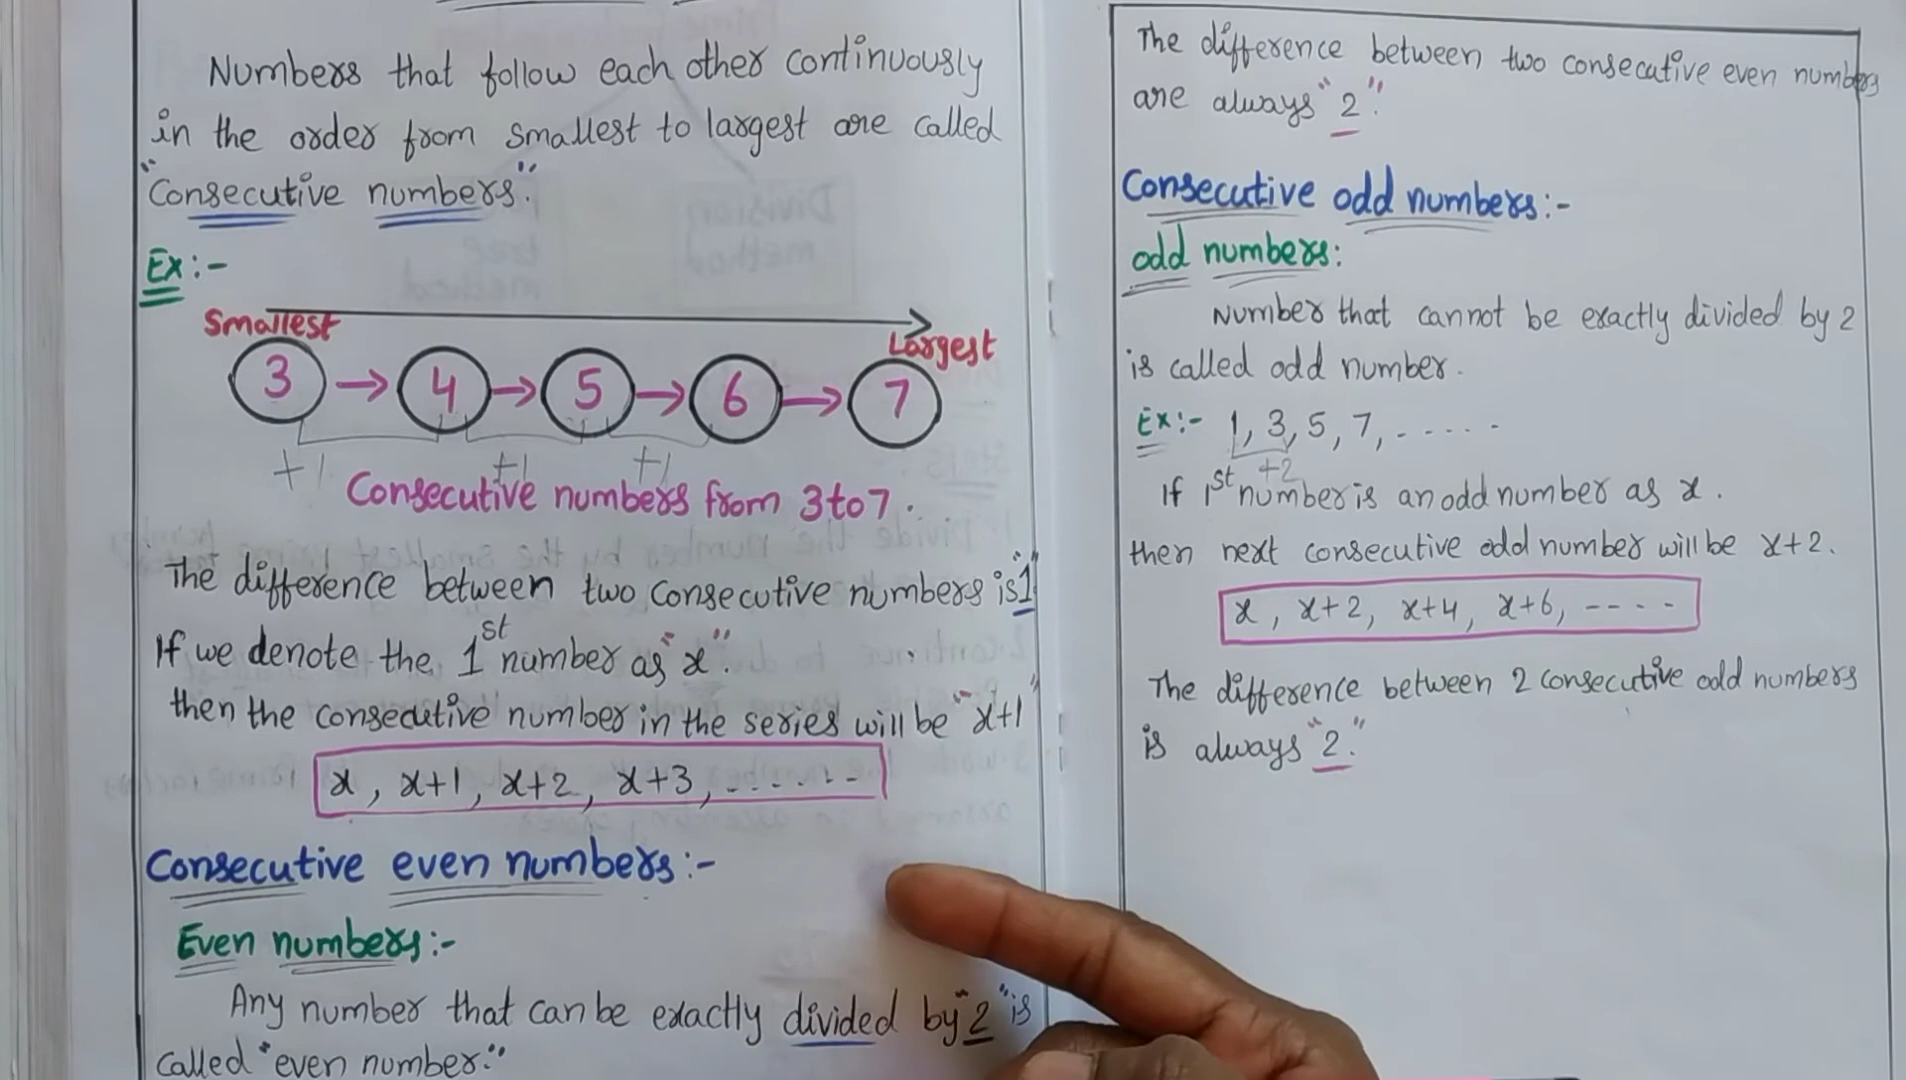 Numbers that follow each other continuously
in the order from smallest to largest are called
"Consecutive numbers".
Ex:-
Smallest
Largest
3 → 4 → 5 → 6 → 7
+1 +1 +1
Consecutive numbers from 3 to 7.
The difference between two consecutive numbers is "1"
If we denote the 1st number as "x".
then the consecutive number in the series will be "x+1"
x, x+1, x+2, x+3, ------
Consecutive even numbers:-
Even numbers:-
Any number that can be exactly divided by "2" is
called "even number."
The difference between two consecutive even numbers
are always "2".
Consecutive odd numbers:-
odd numbers:
Number that cannot be exactly divided by 2
is called odd number.
Ex:- 1, 3, 5, 7, - - - - -
+2
If 1st number is an odd number as x.
then next consecutive odd number will be x+2.
x, x+2, x+4, x+6, ----
The difference between 2 consecutive odd numbers
is always "2."